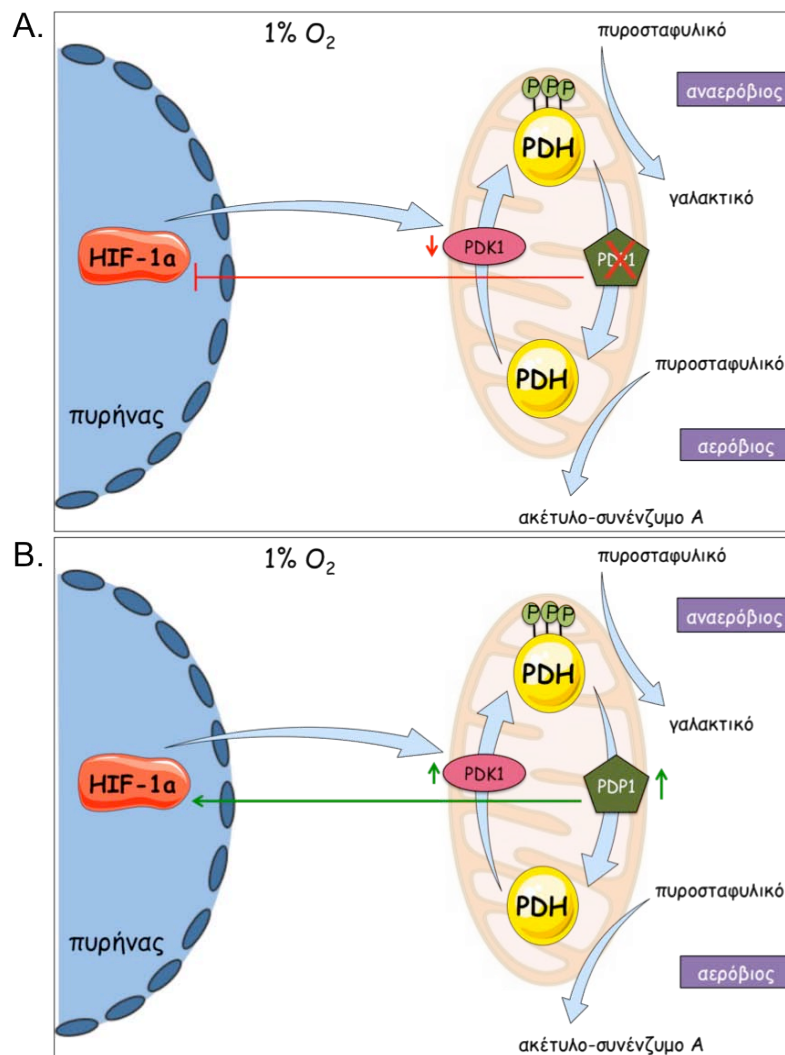 A.
1% O2
πυροσταφυλικό
αναερόβιος
P P P
PDH
γαλακτικό
HIF-1a
PDK1
PDP1
PDH
πυροσταφυλικό
πυρήνας
αερόβιος
ακέτυλο-συνένζυμο Α
B.
1% O2
πυροσταφυλικό
αναερόβιος
P P P
PDH
γαλακτικό
HIF-1a
PDK1
PDP1
PDH
πυροσταφυλικό
πυρήνας
αερόβιος
ακέτυλο-συνένζυμο Α